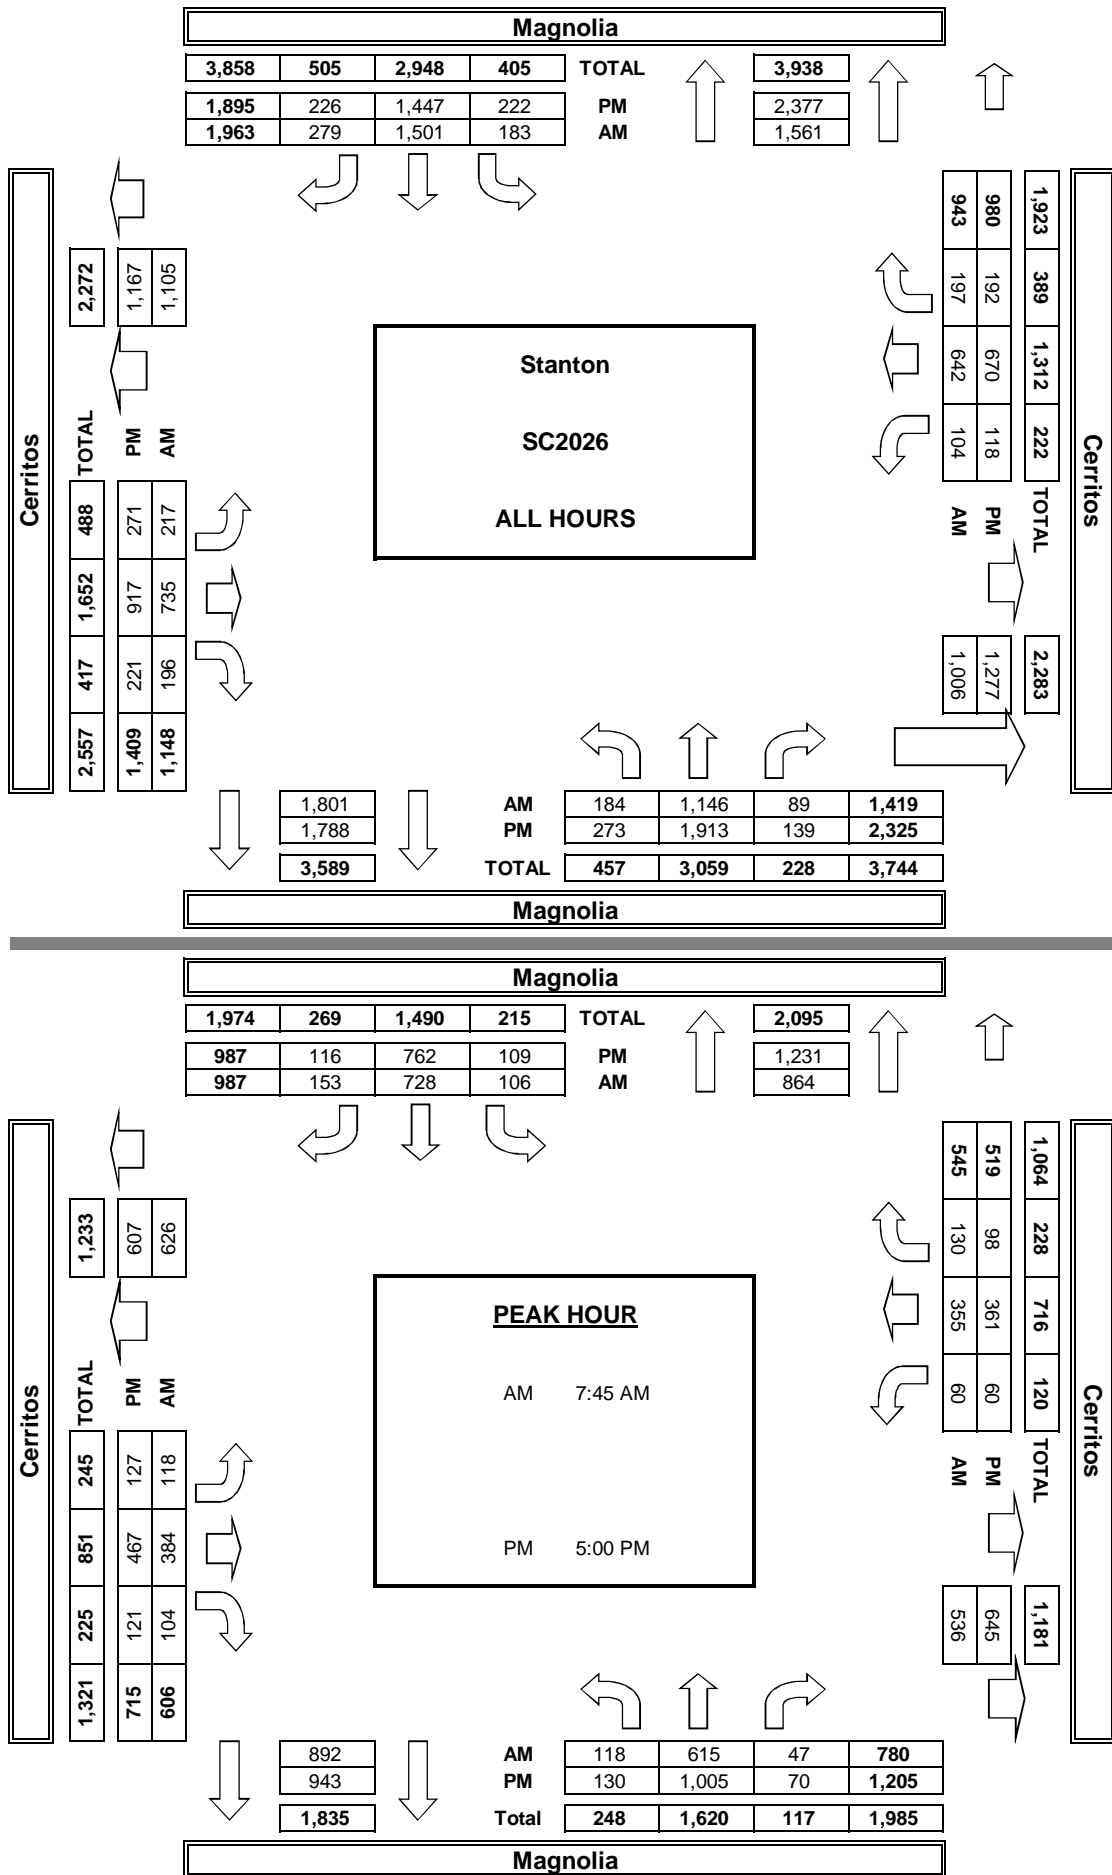 Magnolia
3,858 505 2,948 405 TOTAL 3,938
1,895 226 1,447 222 PM 2,377
1,963 279 1,501 183 AM 1,561
Cerritos
2,272
1,167
1,105
TOTAL 488 1,652 417 2,557
PM 271 917 221 1,409
AM 217 735 196 1,148
Stanton
SC2026
ALL HOURS
1,923 389 1,312 222 TOTAL 2,283
980 192 670 118 PM 1,277
943 197 642 104 AM 1,006
Cerritos
1,801 AM 184 1,146 89 1,419
1,788 PM 273 1,913 139 2,325
3,589 TOTAL 457 3,059 228 3,744
Magnolia
Magnolia
1,974 269 1,490 215 TOTAL 2,095
987 116 762 109 PM 1,231
987 153 728 106 AM 864
Cerritos
1,233
607
626
TOTAL 245 851 225 1,321
PM 127 467 121 715
AM 118 384 104 606
PEAK HOUR
AM 7:45 AM
PM 5:00 PM
1,064 228 716 120 TOTAL 1,181
519 98 361 60 PM 645
545 130 355 60 AM 536
Cerritos
892 AM 118 615 47 780
943 PM 130 1,005 70 1,205
1,835 Total 248 1,620 117 1,985
Magnolia